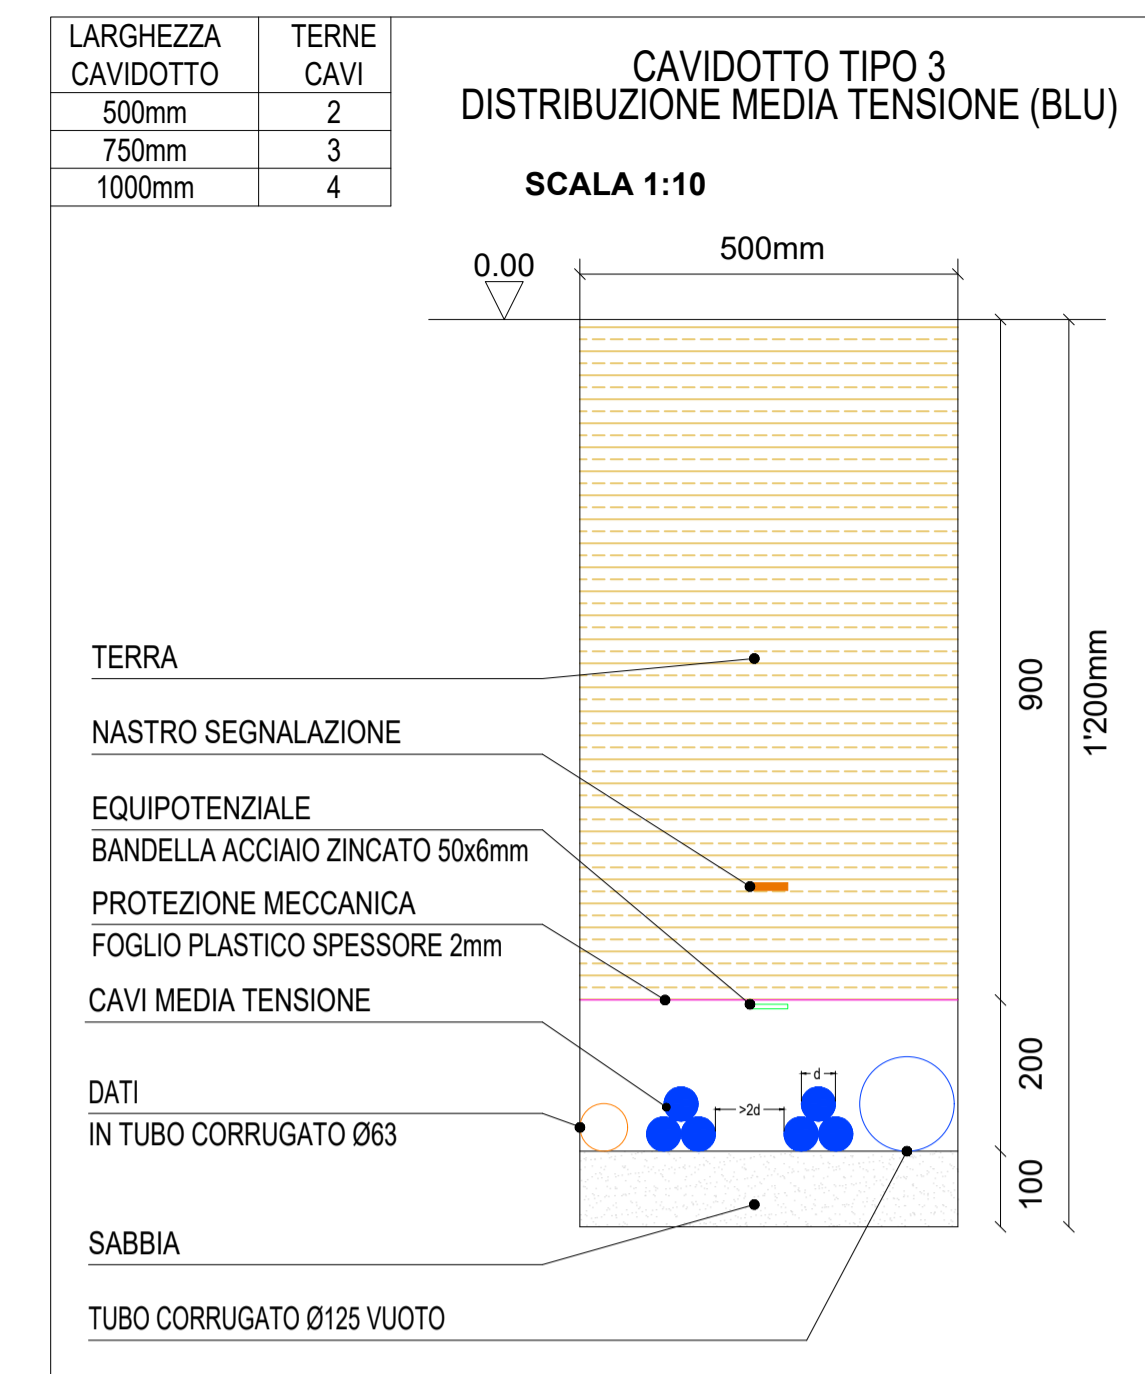 LARGHEZZA CAVIDOTTO TERNE CAVI
500mm 2
750mm 3
1000mm 4
CAVIDOTTO TIPO 3
DISTRIBUZIONE MEDIA TENSIONE (BLU)
SCALA 1:10
0.00
500mm
TERRA
NASTRO SEGNALAZIONE
EQUIPOTENZIALE
BANDELLA ACCIAIO ZINCATO 50x6mm
PROTEZIONE MECCANICA
FOGLIO PLASTICO SPESSORE 2mm
CAVI MEDIA TENSIONE
DATI
IN TUBO CORRUGATO Ø63
SABBIA
TUBO CORRUGATO Ø125 VUOTO
d
>2d
900
200
100
1'200mm